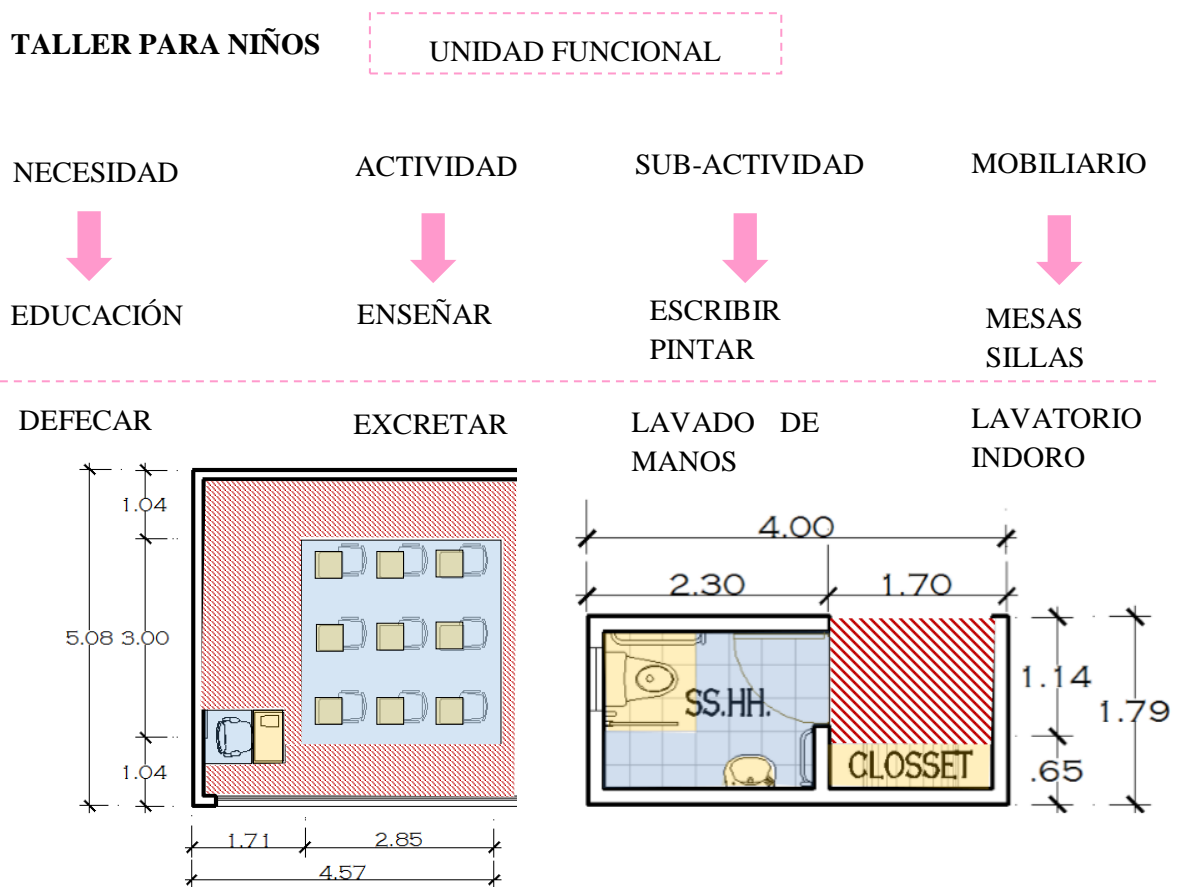 TALLER PARA NIÑOS
UNIDAD FUNCIONAL
NECESIDAD
ACTIVIDAD
SUB-ACTIVIDAD
MOBILIARIO
EDUCACIÓN
ENSEÑAR
ESCRIBIR
PINTAR
MESAS
SILLAS
DEFECAR
EXCRETAR
LAVADO DE
MANOS
LAVATORIO
INDORO
1.04
5.08 3.00
1.04
1.71 2.85
4.57
4.00
2.30 1.70
SS.HH.
CLOSSET
1.14
1.79
.65